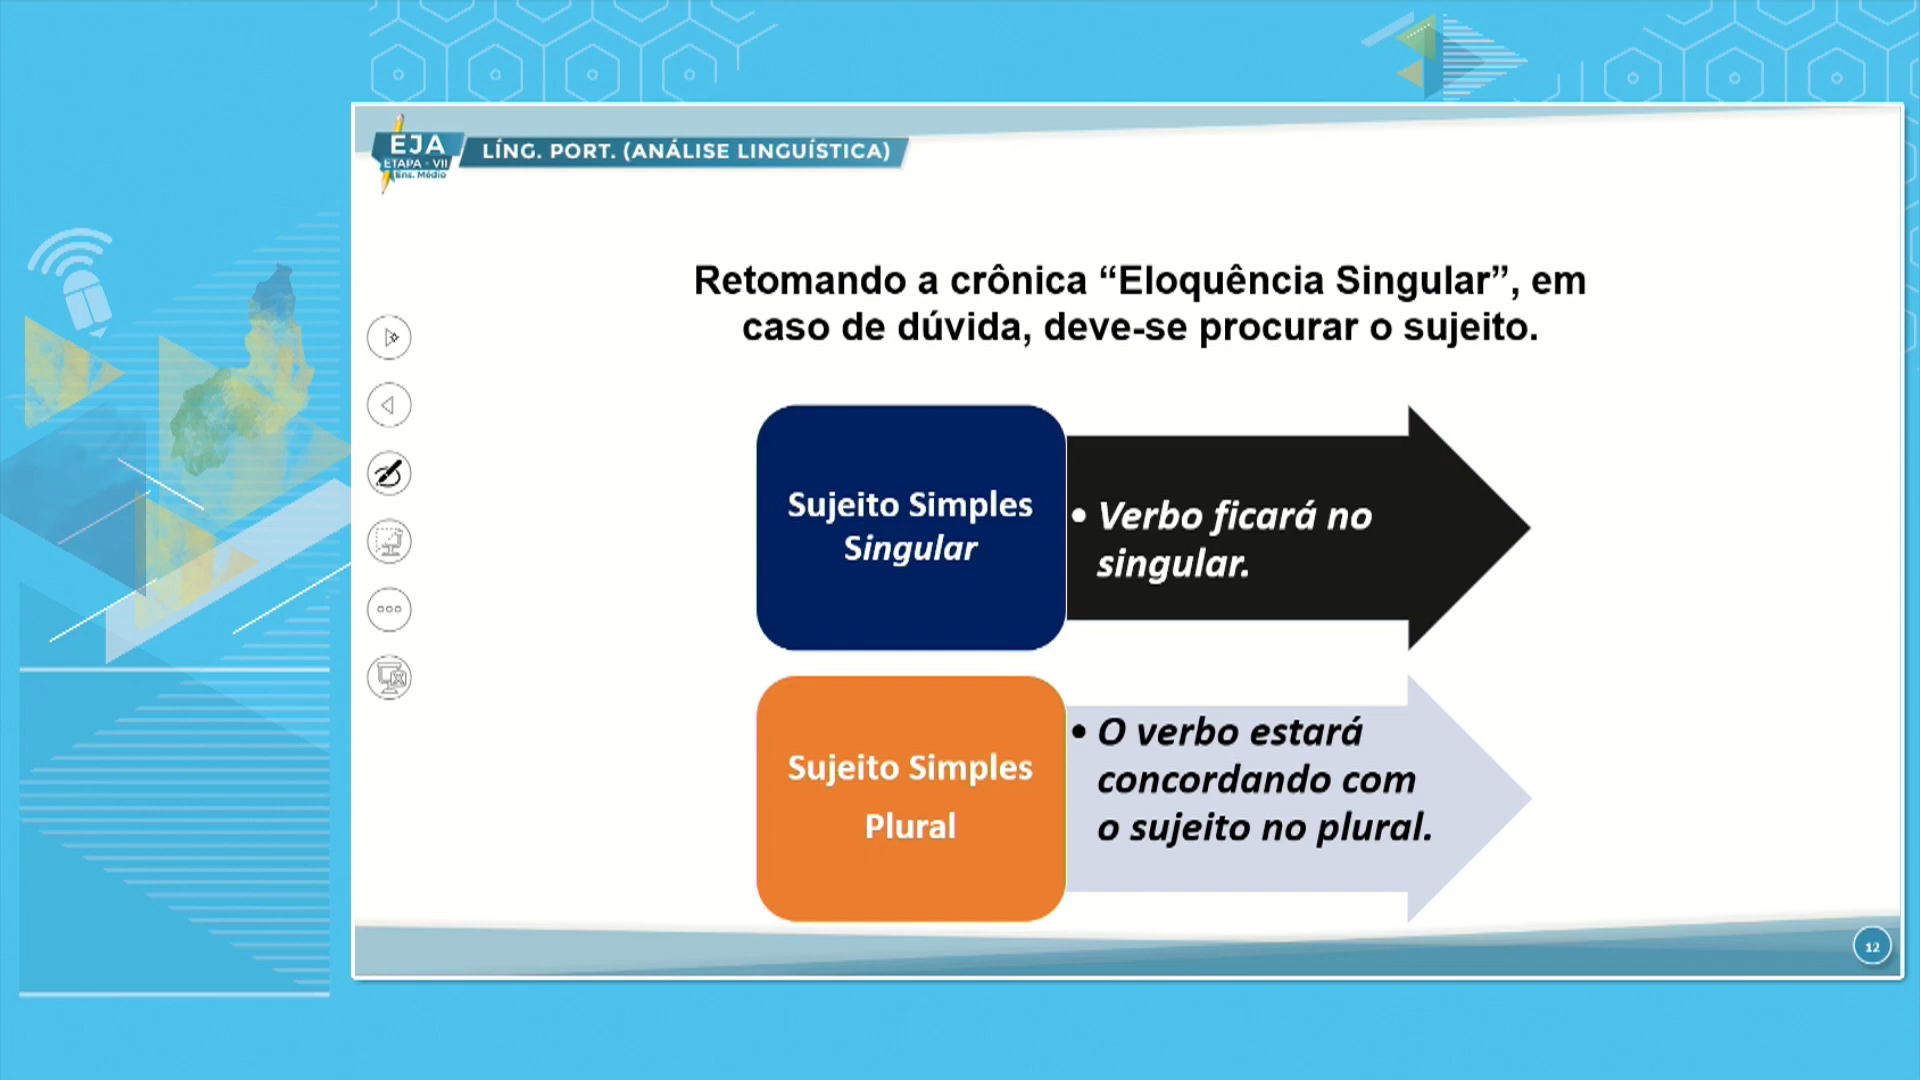 EJA
ETAPA - VII
Ens. Médio
LÍNG. PORT. (ANÁLISE LINGUÍSTICA)
Retomando a crônica “Eloquência Singular”, em
caso de dúvida, deve-se procurar o sujeito.
Sujeito Simples
Singular
• Verbo ficará no
singular.
Sujeito Simples
Plural
• O verbo estará
concordando com
o sujeito no plural.
12